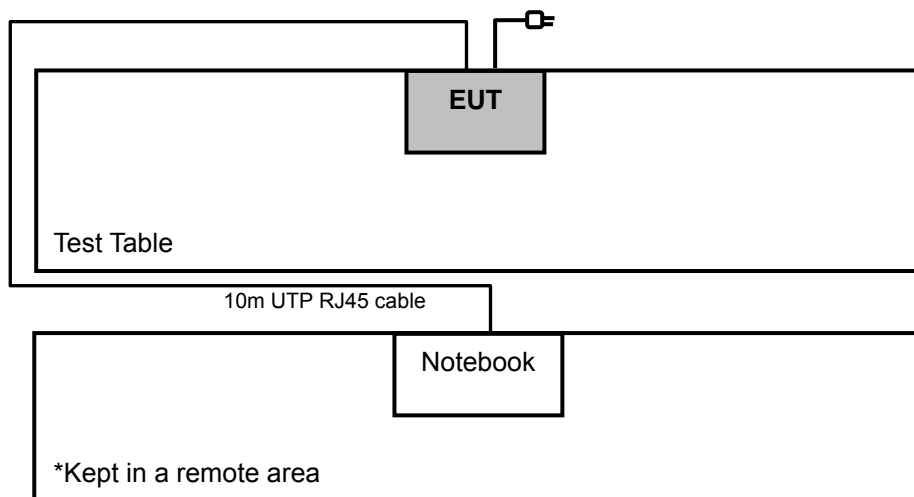 EUT
Test Table
10m UTP RJ45 cable
Notebook
*Kept in a remote area